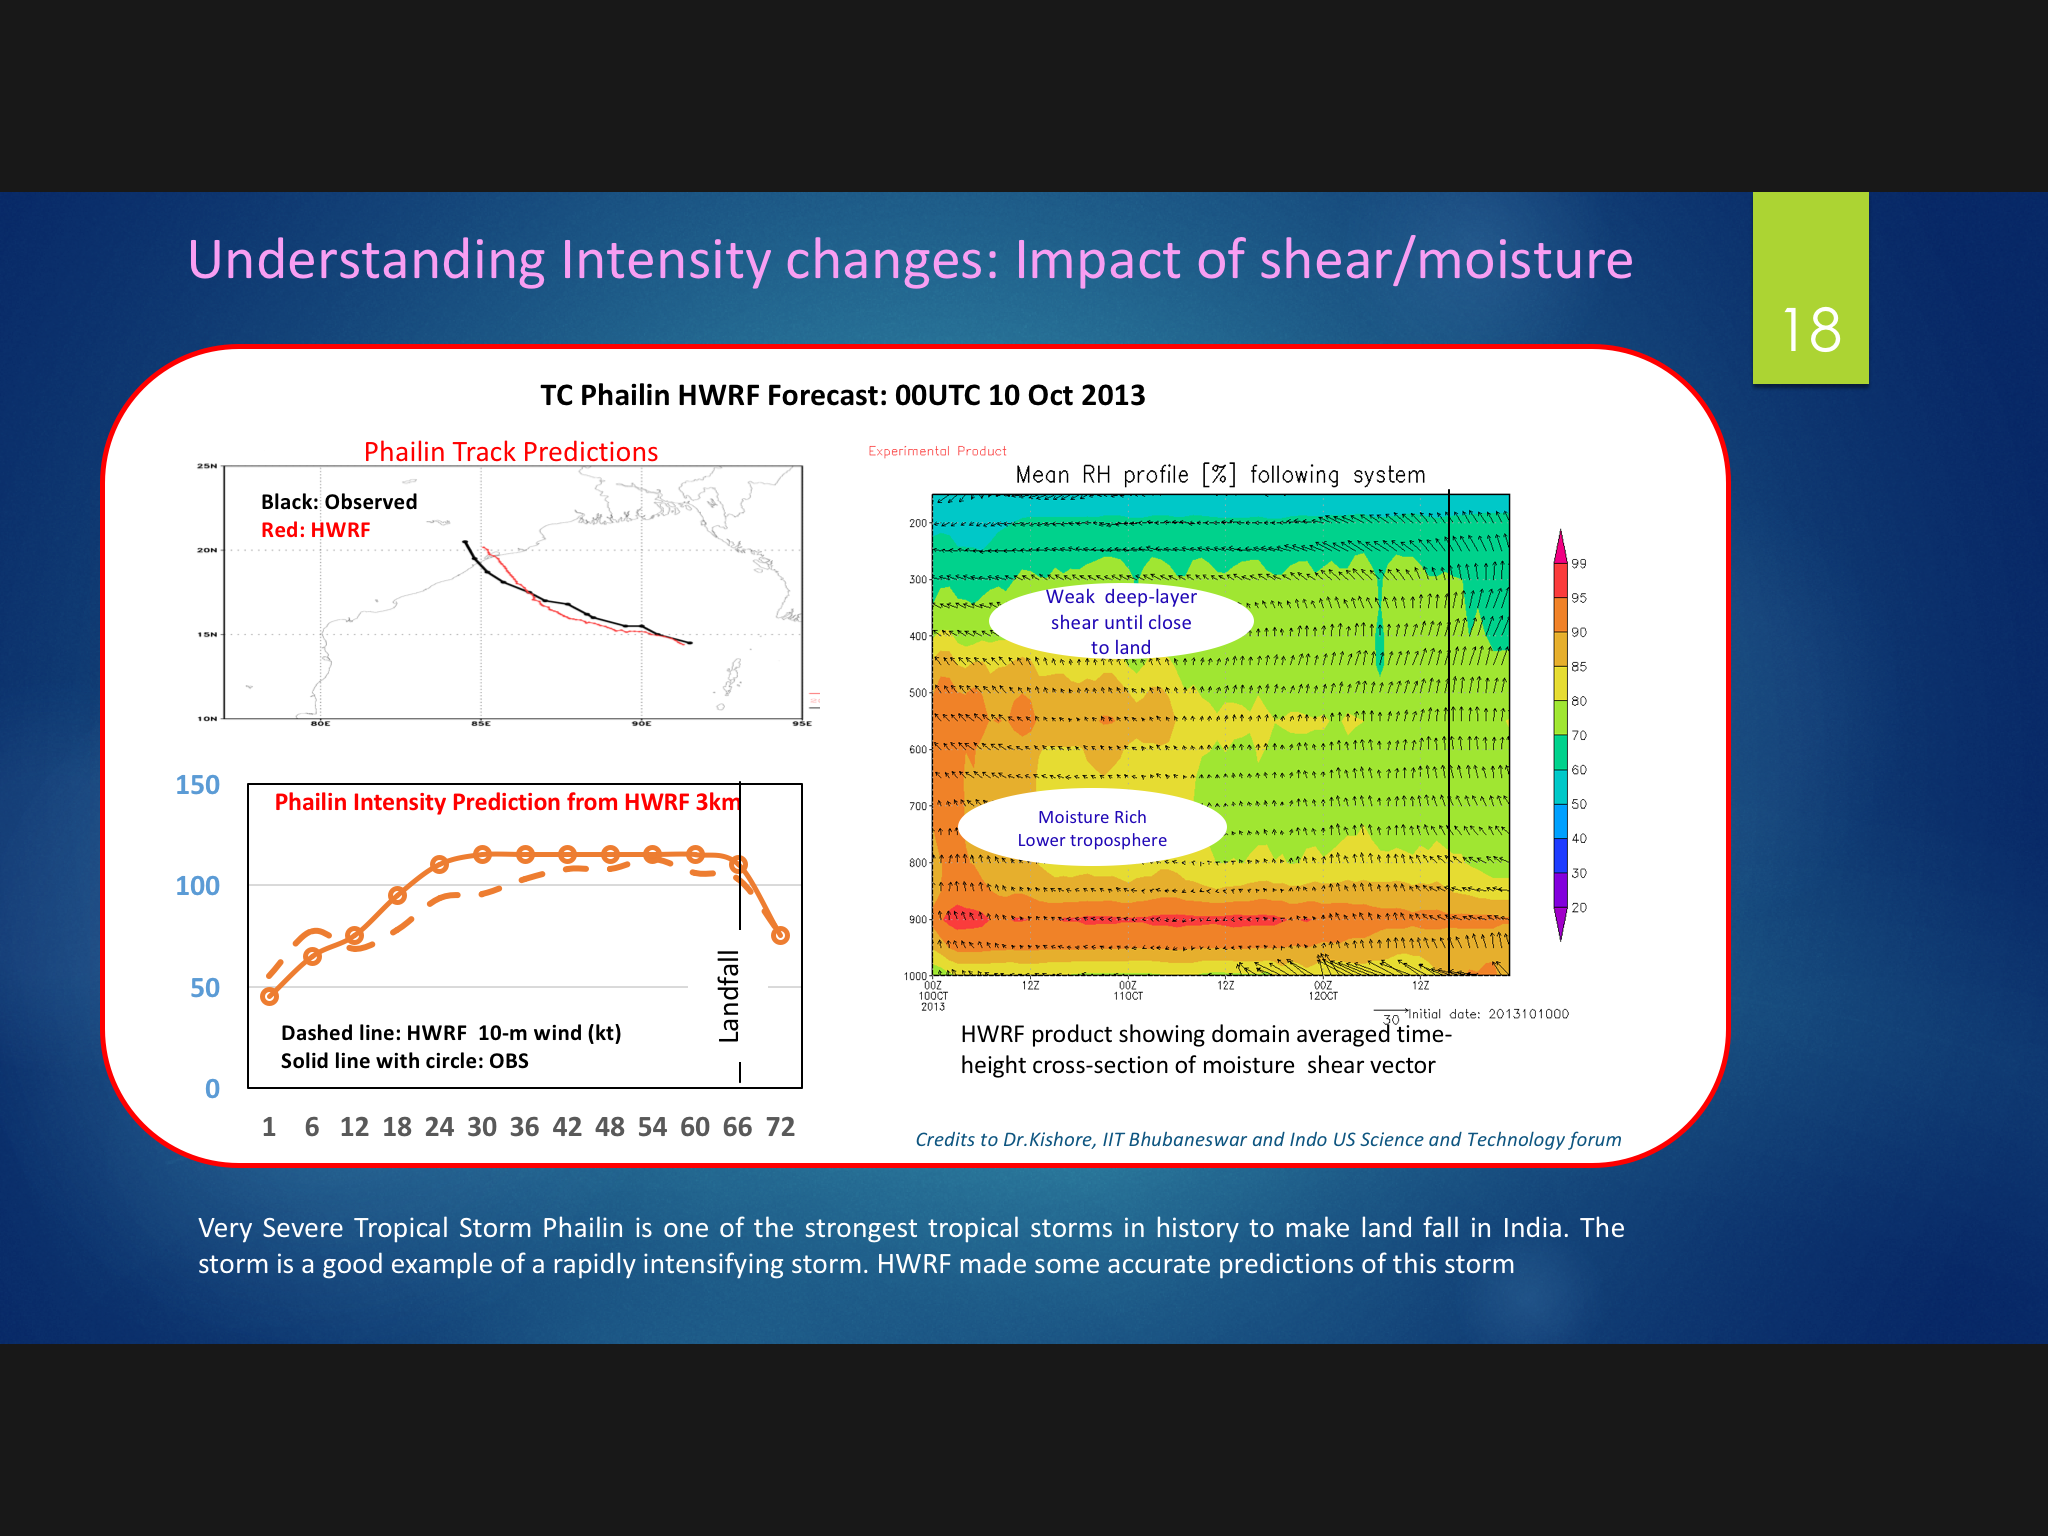 Understanding Intensity changes: Impact of shear/moisture
18
TC Phailin HWRF Forecast: 00UTC 10 Oct 2013
Phailin Track Predictions
25N
20N
15N
10N
Black: Observed
Red: HWRF
80E 85E 90E 95E
150
100
50
0
Phailin Intensity Prediction from HWRF 3km
Landfall
Dashed line: HWRF 10-m wind (kt)
Solid line with circle: OBS
1 6 12 18 24 30 36 42 48 54 60 66 72
Experimental Product
Mean RH profile [%] following system
200
300
400
500
600
700
800
900
1000
Weak deep-layer
shear until close
to land
Moisture Rich
Lower troposphere
00Z 12Z 00Z 12Z 00Z 12Z
10OCT 11OCT 12OCT
2013
99
95
90
85
80
70
60
50
40
30
20
30
Initial date: 2013101000
HWRF product showing domain averaged time-
height cross-section of moisture shear vector
Credits to Dr.Kishore, IIT Bhubaneswar and Indo US Science and Technology forum
Very Severe Tropical Storm Phailin is one of the strongest tropical storms in history to make land fall in India. The
storm is a good example of a rapidly intensifying storm. HWRF made some accurate predictions of this storm